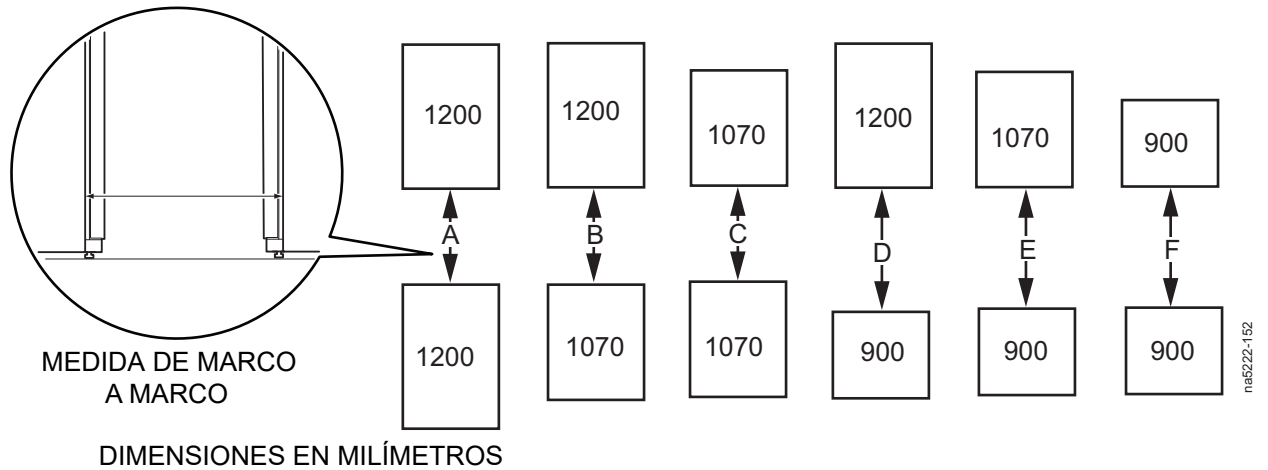 1200
1200
1070
1200
1070
900
A
B
C
D
E
F
1200
1070
1070
900
900
900
MEDIDA DE MARCO
A MARCO
DIMENSIONES EN MILÍMETROS
na5222-152